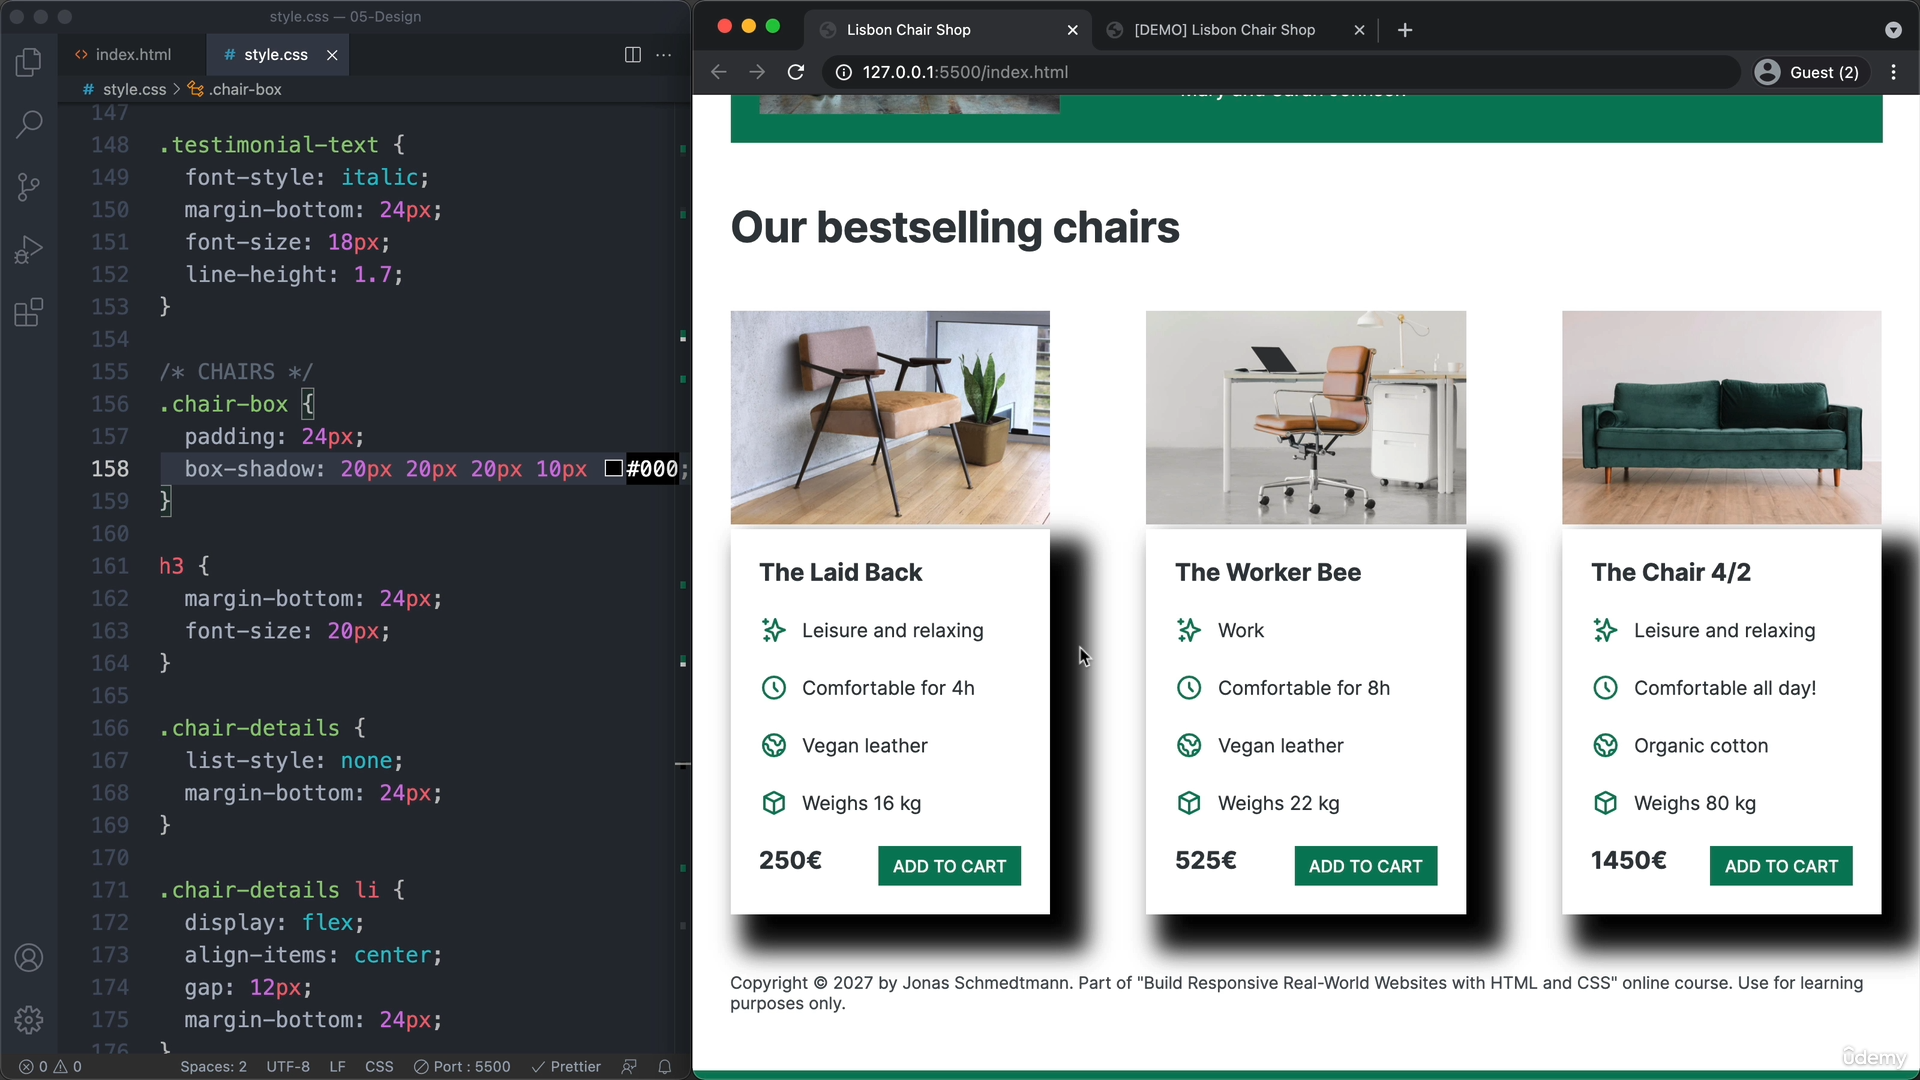 style.css — 05-Design
<> index.html
# style.css
# style.css > .chair-box
147
148 .testimonial-text {
149 font-style: italic;
150 margin-bottom: 24px;
151 font-size: 18px;
152 line-height: 1.7;
153 }
154
155 /* CHAIRS */
156 .chair-box {
157 padding: 24px;
158 box-shadow: 20px 20px 20px 10px #000;
159 }
160
161 h3 {
162 margin-bottom: 24px;
163 font-size: 20px;
164 }
165
166 .chair-details {
167 list-style: none;
168 margin-bottom: 24px;
169 }
170
171 .chair-details li {
172 display: flex;
173 align-items: center;
174 gap: 12px;
175 margin-bottom: 24px;
176 }
0 0 Spaces: 2 UTF-8 LF CSS Port : 5500 Prettier
Lisbon Chair Shop
[DEMO] Lisbon Chair Shop
127.0.0.1:5500/index.html
Guest (2)
Mary and Sarah Johnson
Our bestselling chairs
The Laid Back
Leisure and relaxing
Comfortable for 4h
Vegan leather
Weighs 16 kg
250€ ADD TO CART
The Worker Bee
Work
Comfortable for 8h
Vegan leather
Weighs 22 kg
525€ ADD TO CART
The Chair 4/2
Leisure and relaxing
Comfortable all day!
Organic cotton
Weighs 80 kg
1450€ ADD TO CART
Copyright © 2027 by Jonas Schmedtmann. Part of "Build Responsive Real-World Websites with HTML and CSS" online course. Use for learning
purposes only.
ûdemy